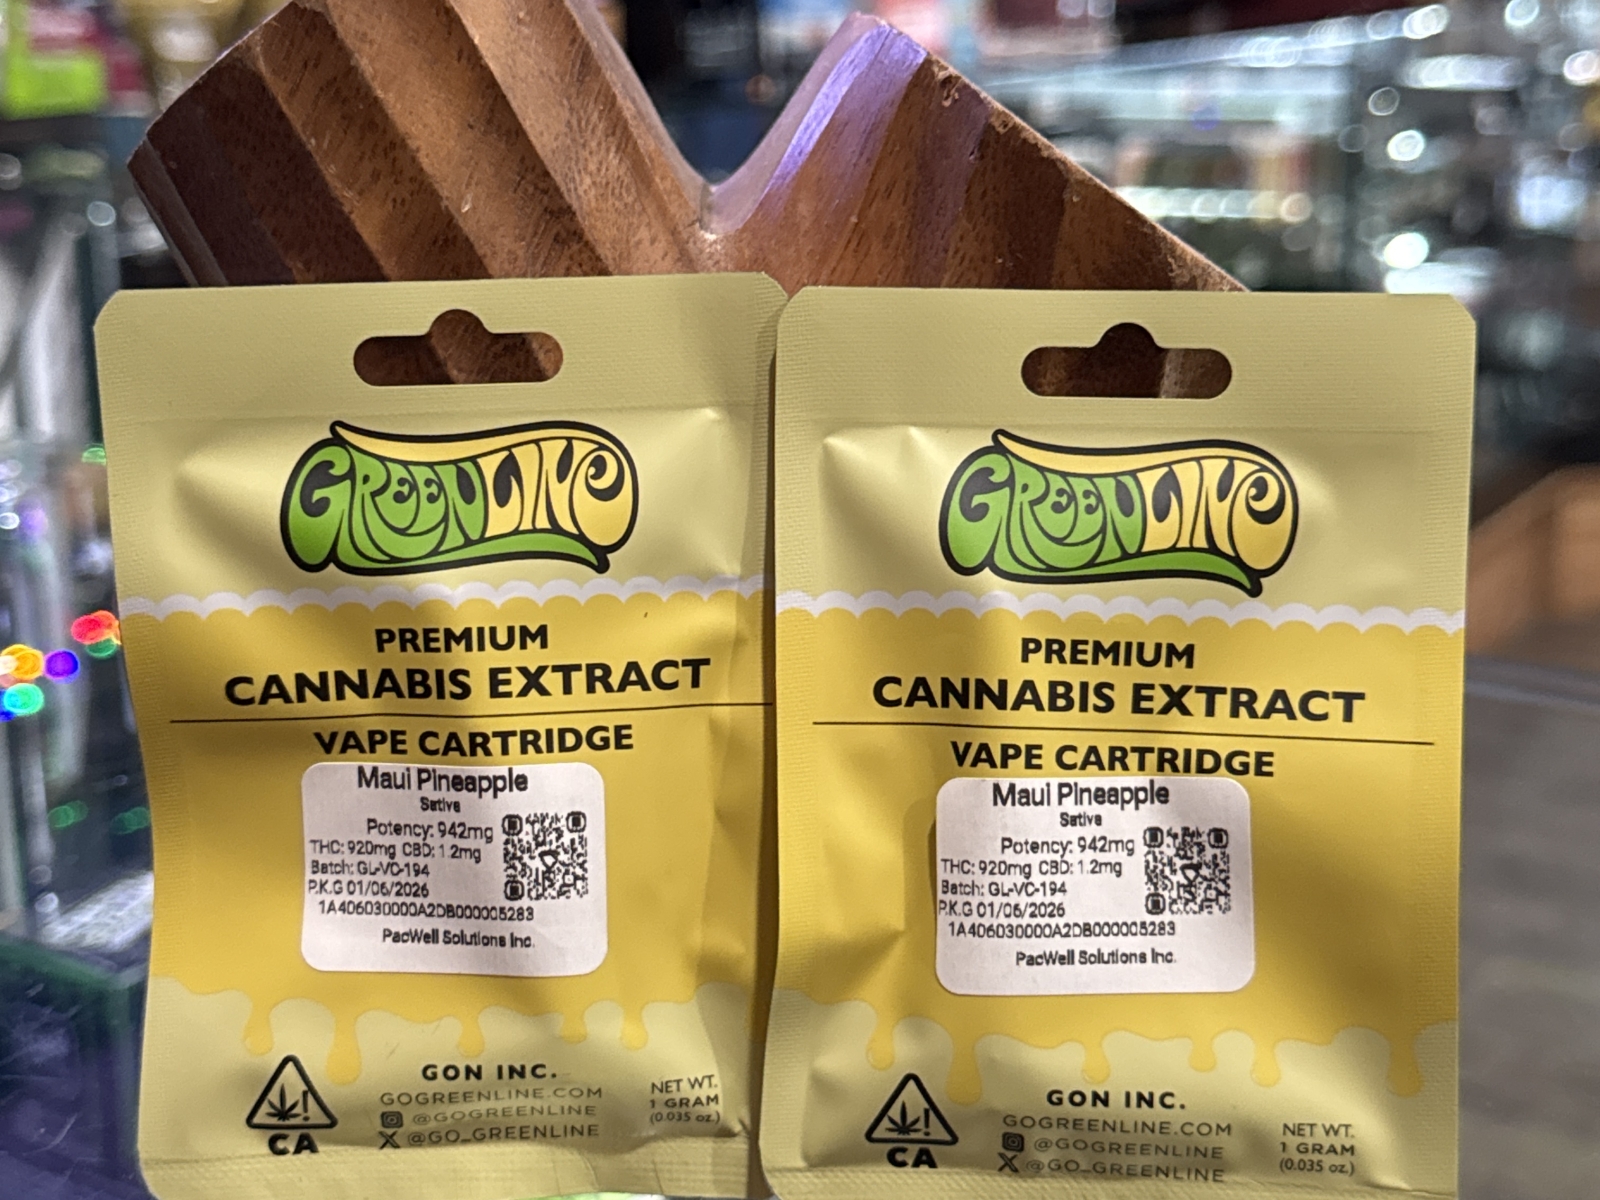 GREENLINE
PREMIUM
CANNABIS EXTRACT
VAPE CARTRIDGE
Maui Pineapple
Sativa
Potency: 942mg
THC: 920mg CBD: 1.2mg
Batch: GL-VC-194
P.K.G 01/06/2026
1A406030000A2DB000005283
PacWell Solutions Inc.
GON INC.
GOGREENLINE.COM
@GOGREENLINE
@GO_GREENLINE
CA
NET WT.
1 GRAM
(0.035 oz.)
GREENLINE
PREMIUM
CANNABIS EXTRACT
VAPE CARTRIDGE
Maui Pineapple
Sativa
Potency: 942mg
THC: 920mg CBD: 1.2mg
Batch: GL-VC-194
P.K.G 01/06/2026
1A406030000A2DB000005283
PacWell Solutions Inc.
GON INC.
GOGREENLINE.COM
@GOGREENLINE
@GO_GREENLINE
CA
NET WT.
1 GRAM
(0.035 oz.)